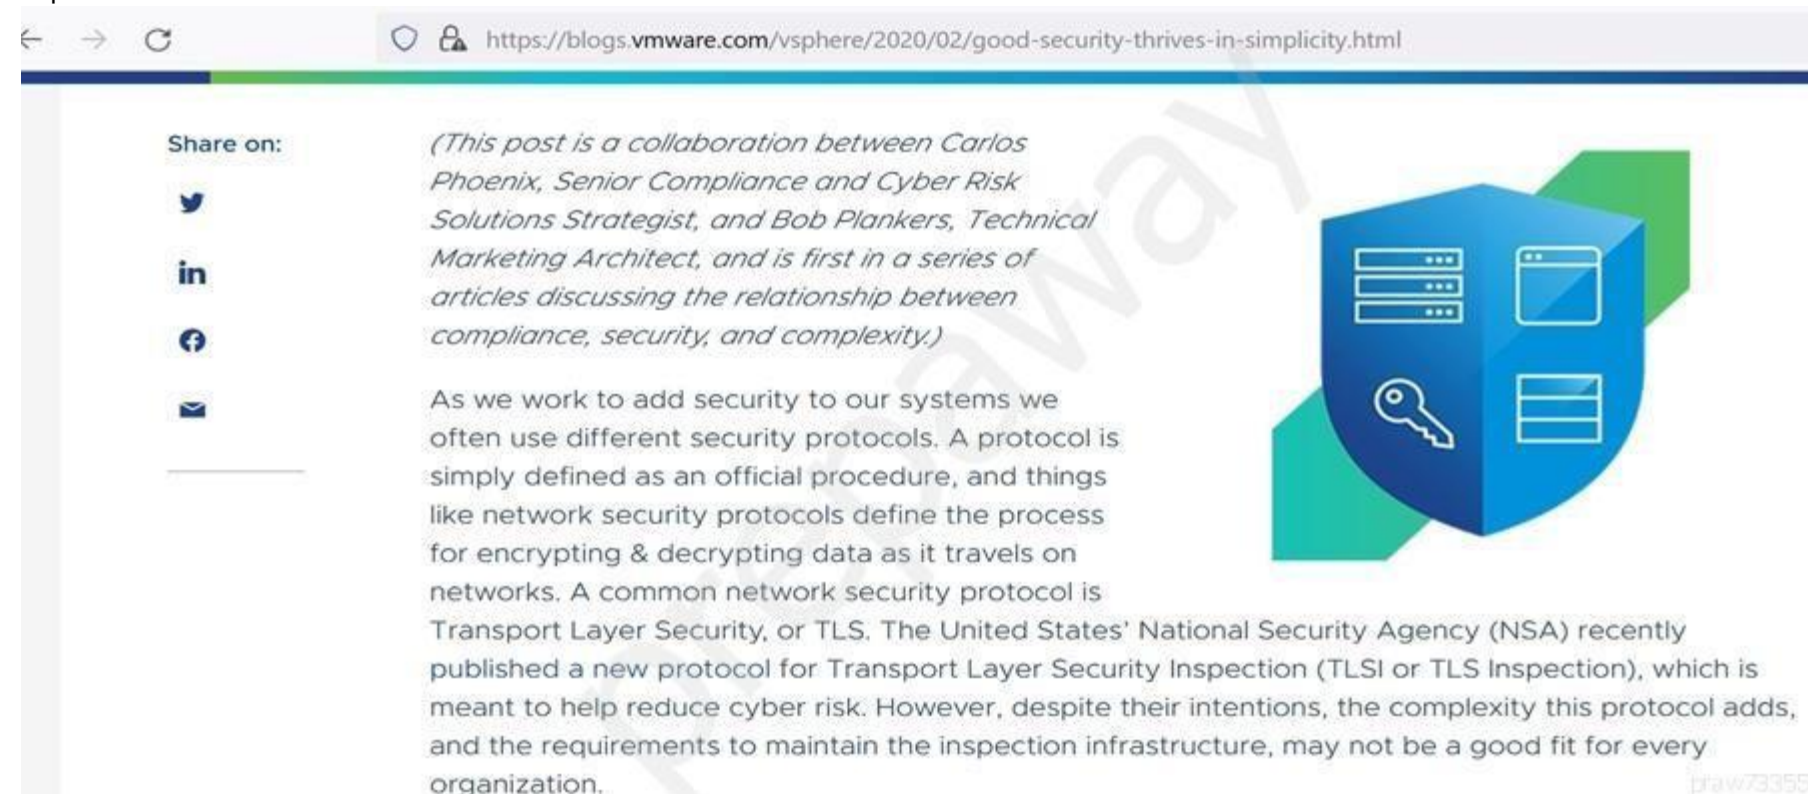 https://blogs.vmware.com/vsphere/2020/02/good-security-thrives-in-simplicity.html
Share on:
in
(This post is a collaboration between Carlos
Phoenix, Senior Compliance and Cyber Risk
Solutions Strategist, and Bob Plankers, Technical
Marketing Architect, and is first in a series of
articles discussing the relationship between
compliance, security, and complexity.)
As we work to add security to our systems we
often use different security protocols. A protocol is
simply defined as an official procedure, and things
like network security protocols define the process
for encrypting & decrypting data as it travels on
networks. A common network security protocol is
Transport Layer Security, or TLS. The United States' National Security Agency (NSA) recently
published a new protocol for Transport Layer Security Inspection (TLSI or TLS Inspection), which is
meant to help reduce cyber risk. However, despite their intentions, the complexity this protocol adds,
and the requirements to maintain the inspection infrastructure, may not be a good fit for every
organization.
prepaway